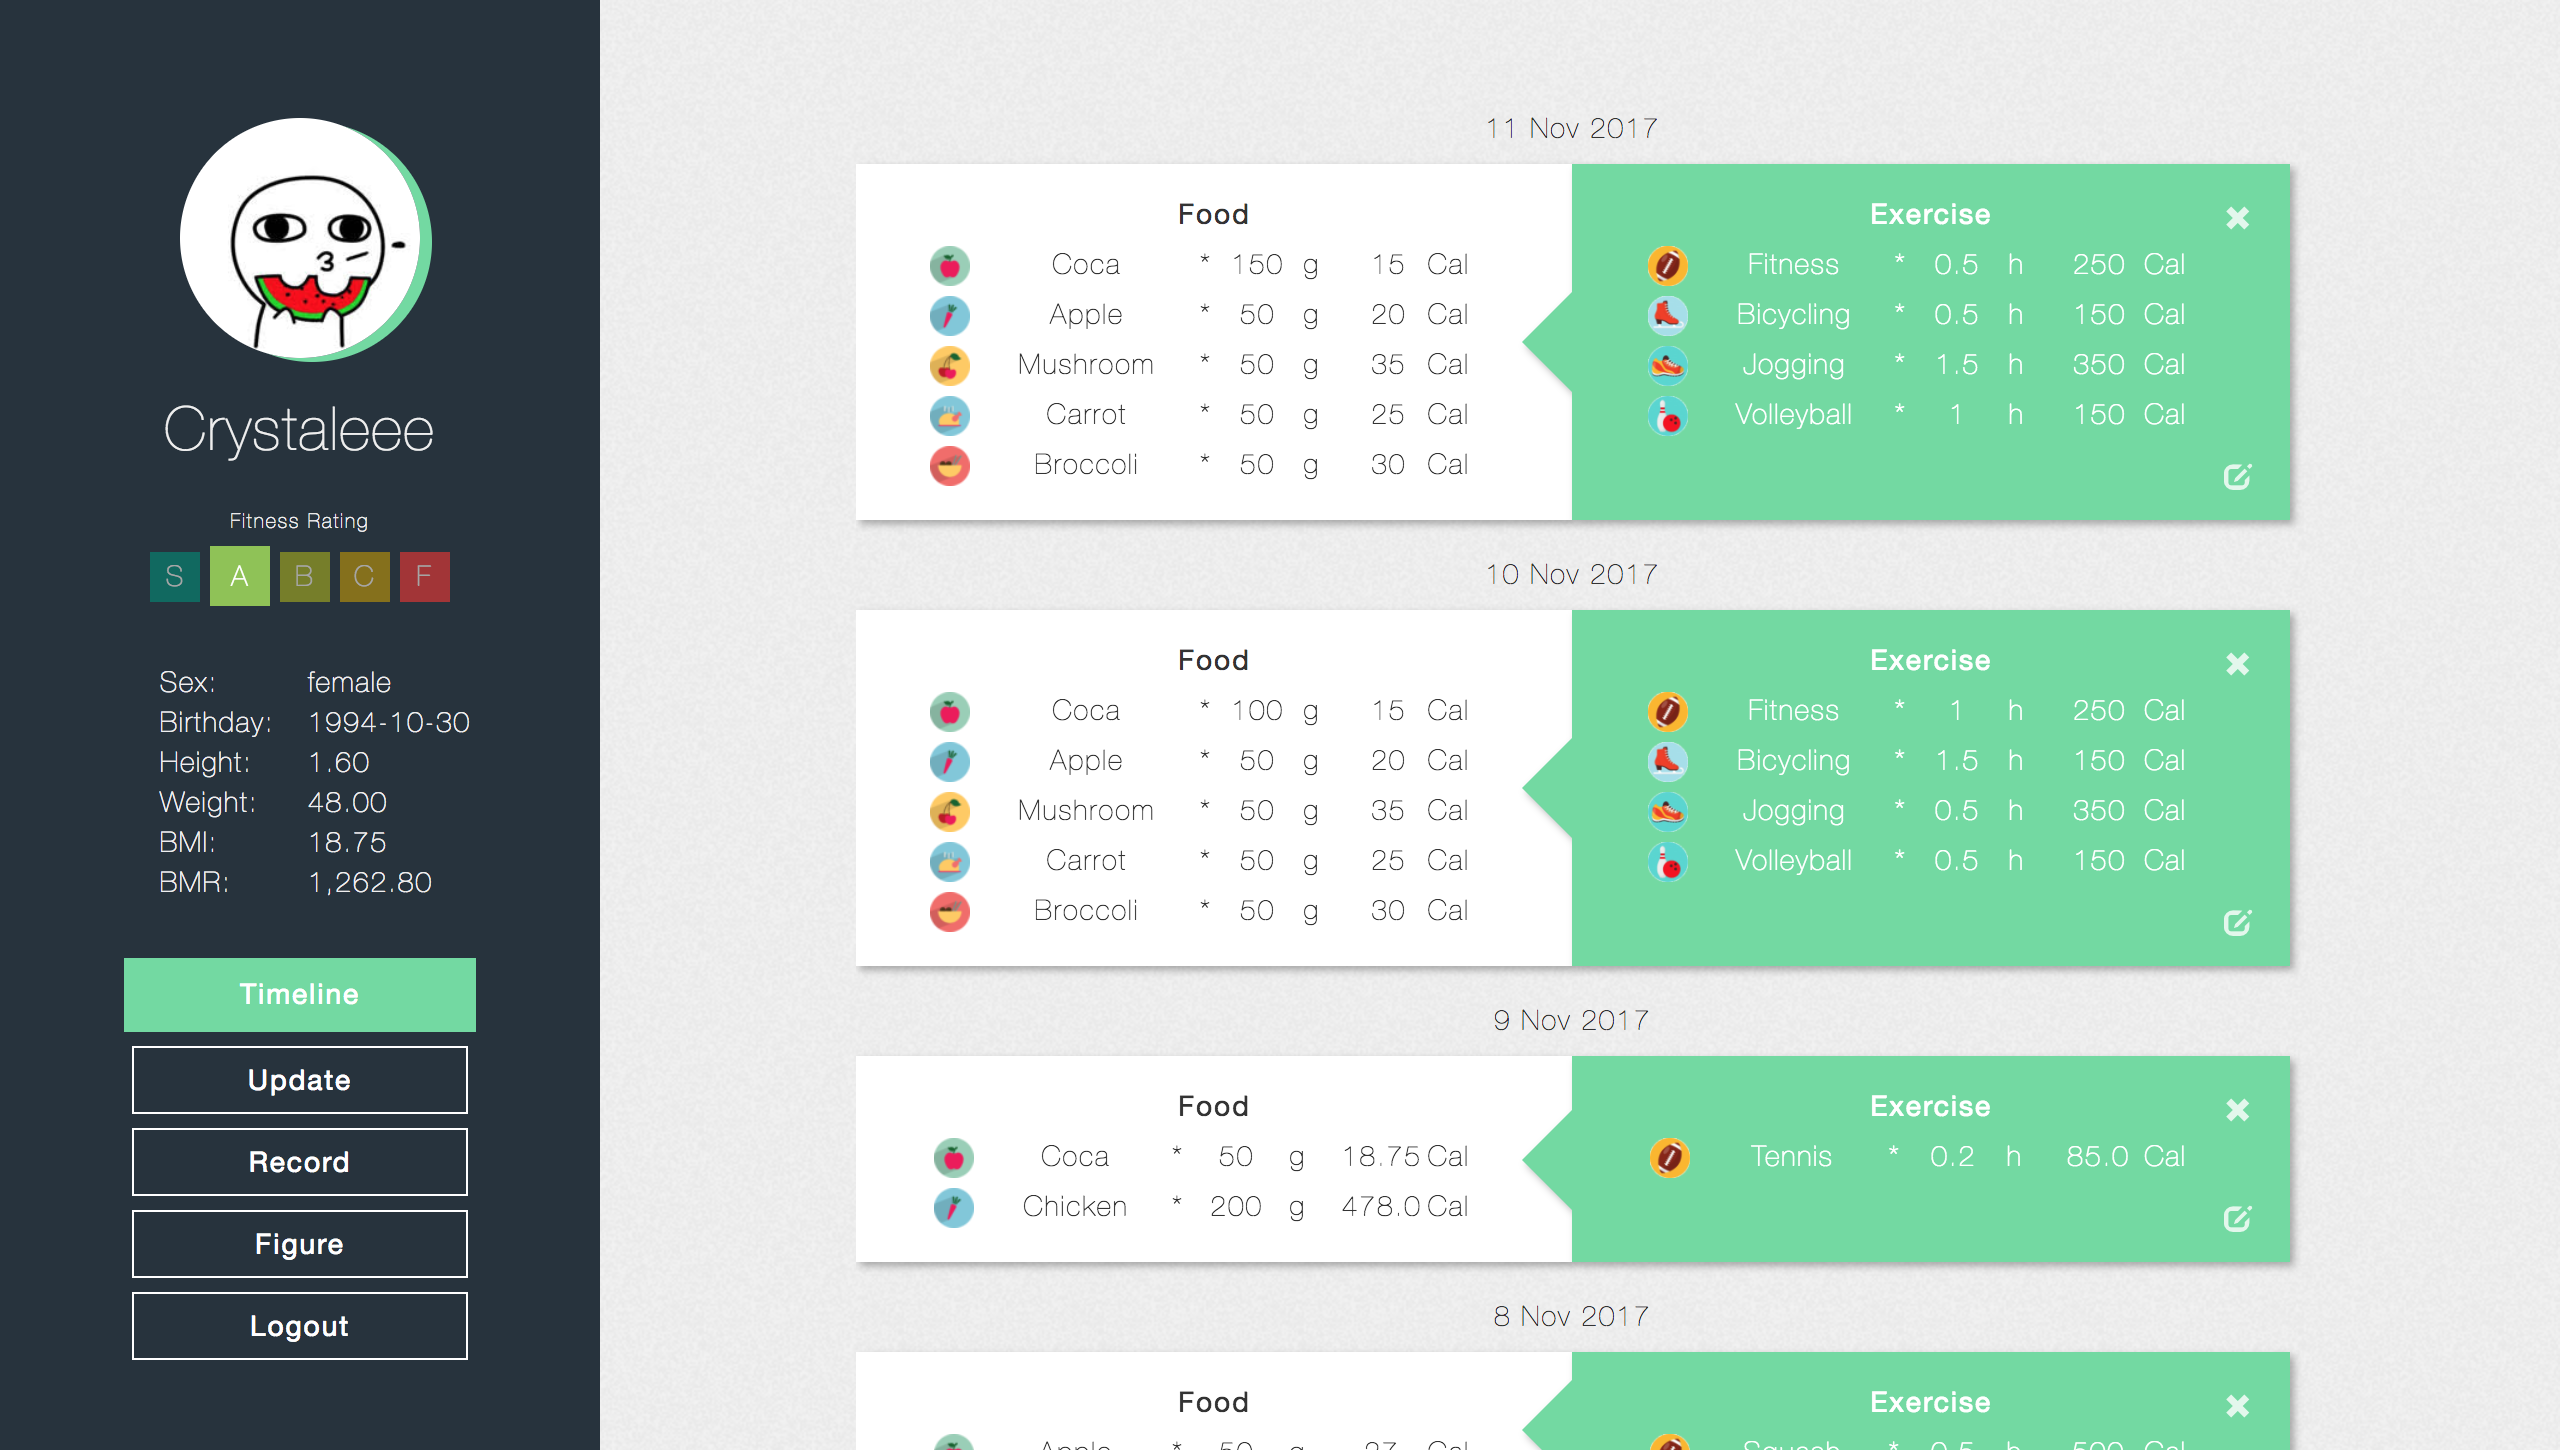 Crystaleee
Fitness Rating
S A B C F
Sex: female
Birthday: 1994-10-30
Height: 1.60
Weight: 48.00
BMI: 18.75
BMR: 1,262.80
Timeline
Update
Record
Figure
Logout
11 Nov 2017
Food
Coca * 150 g 15 Cal
Apple * 50 g 20 Cal
Mushroom * 50 g 35 Cal
Carrot * 50 g 25 Cal
Broccoli * 50 g 30 Cal
Exercise
Fitness * 0.5 h 250 Cal
Bicycling * 0.5 h 150 Cal
Jogging * 1.5 h 350 Cal
Volleyball * 1 h 150 Cal
10 Nov 2017
Food
Coca * 100 g 15 Cal
Apple * 50 g 20 Cal
Mushroom * 50 g 35 Cal
Carrot * 50 g 25 Cal
Broccoli * 50 g 30 Cal
Exercise
Fitness * 1 h 250 Cal
Bicycling * 1.5 h 150 Cal
Jogging * 0.5 h 350 Cal
Volleyball * 0.5 h 150 Cal
9 Nov 2017
Food
Coca * 50 g 18.75 Cal
Chicken * 200 g 478.0 Cal
Exercise
Tennis * 0.2 h 85.0 Cal
8 Nov 2017
Food
Exercise